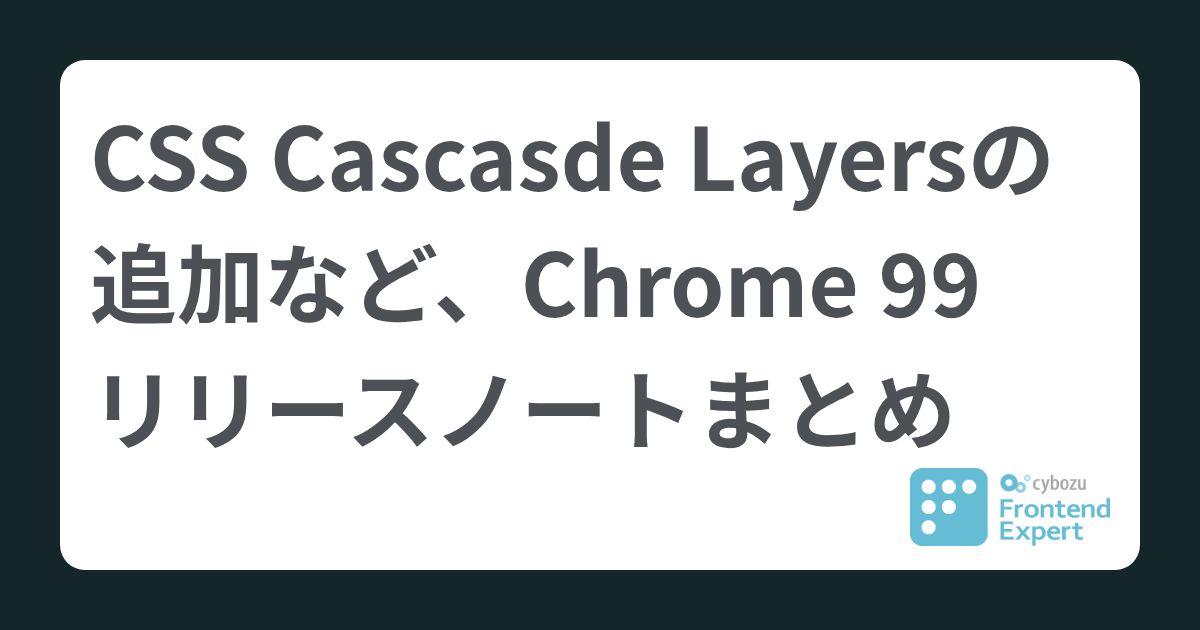 CSS Cascasde Layersの
追加など、Chrome 99
リリースノートまとめ
cybozu
Frontend
Expert